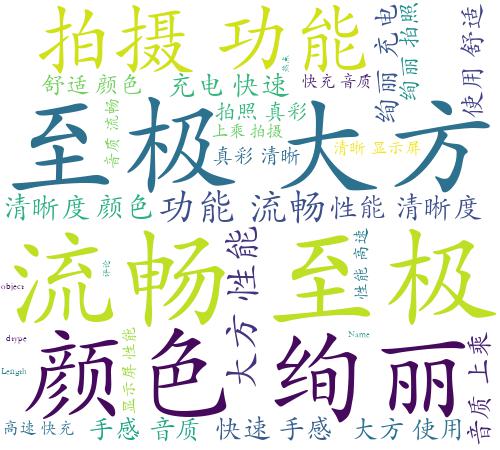 拍摄 功能
绚丽 充电
绚丽 拍照
使用 舒适
舒适 颜色
充电 快速
快充 音质
至极 大方
音质 流畅
拍照 真彩
上乘 拍摄
真彩 清晰
清晰 显示屏
清晰度 颜色
功能 流畅
性能 清晰度
流畅 至极
评论
object
大方 性能
性能 高速
dtype
Length
颜色 绚丽
显示屏 性能
Name
音质 上乘
高速 快充
手感 音质
快速 手感
大方 使用